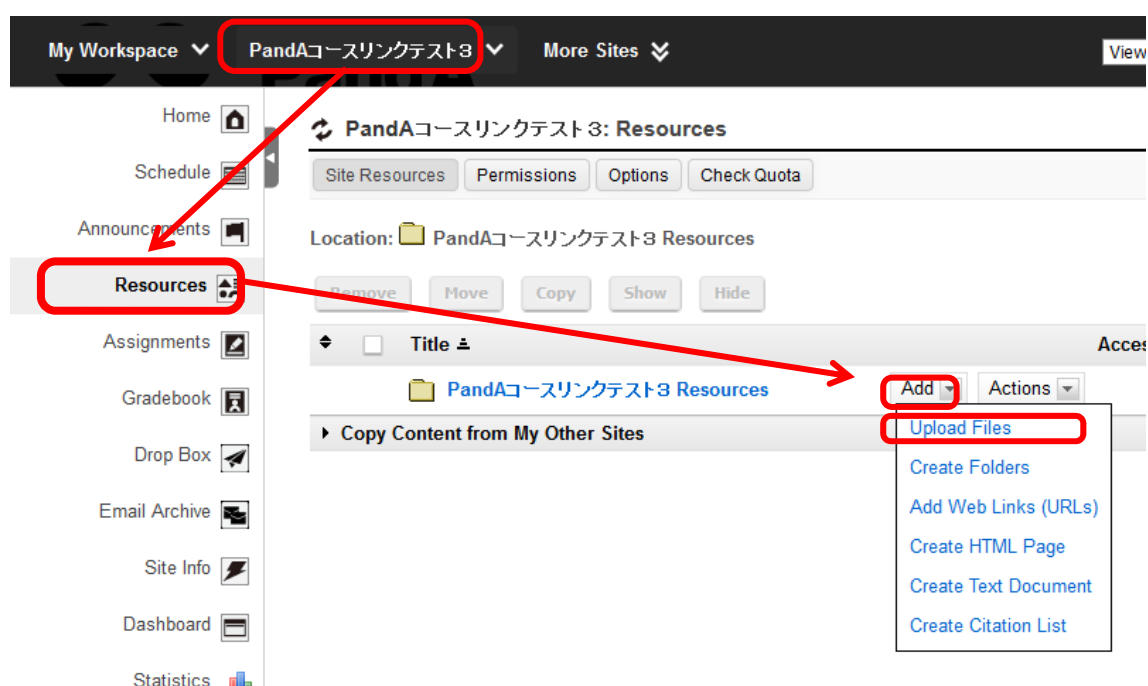 My Workspace PandAコースリンクテスト3 More Sites View
Home
Schedule
Announcements
Resources
Assignments
Gradebook
Drop Box
Email Archive
Site Info
Dashboard
Statistics
PandAコースリンクテスト3: Resources
Site Resources Permissions Options Check Quota
Location: PandAコースリンクテスト3 Resources
Remove Move Copy Show Hide
Title Acces
PandAコースリンクテスト3 Resources Add Actions
Copy Content from My Other Sites
Upload Files
Create Folders
Add Web Links (URLs)
Create HTML Page
Create Text Document
Create Citation List